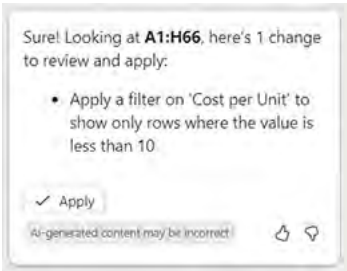 Sure! Looking at A1:H66, here's 1 change
to review and apply:
• Apply a filter on 'Cost per Unit' to
show only rows where the value is
less than 10
✓ Apply
AI-generated content may be incorrect